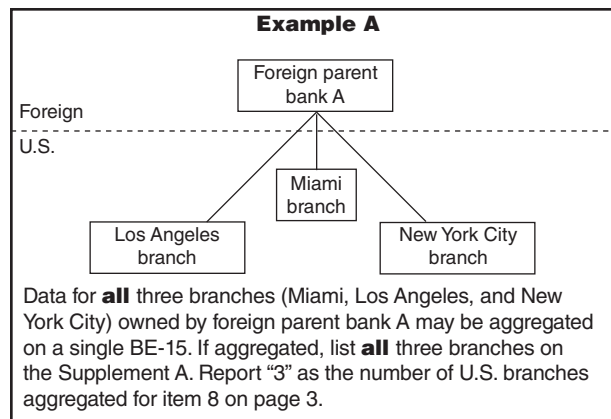 Example A
Foreign parent
bank A
Foreign
U.S.
Miami
branch
Los Angeles
branch
New York City
branch
Data for all three branches (Miami, Los Angeles, and New
York City) owned by foreign parent bank A may be aggregated
on a single BE-15. If aggregated, list all three branches on
the Supplement A. Report “3” as the number of U.S. branches
aggregated for item 8 on page 3.